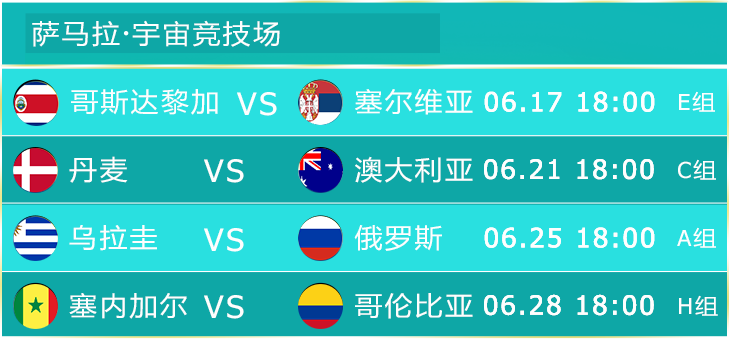 萨马拉·宇宙竞技场
哥斯达黎加 VS 塞尔维亚 06.17 18:00 E组
丹麦 VS 澳大利亚 06.21 18:00 C组
乌拉圭 VS 俄罗斯 06.25 18:00 A组
塞内加尔 VS 哥伦比亚 06.28 18:00 H组